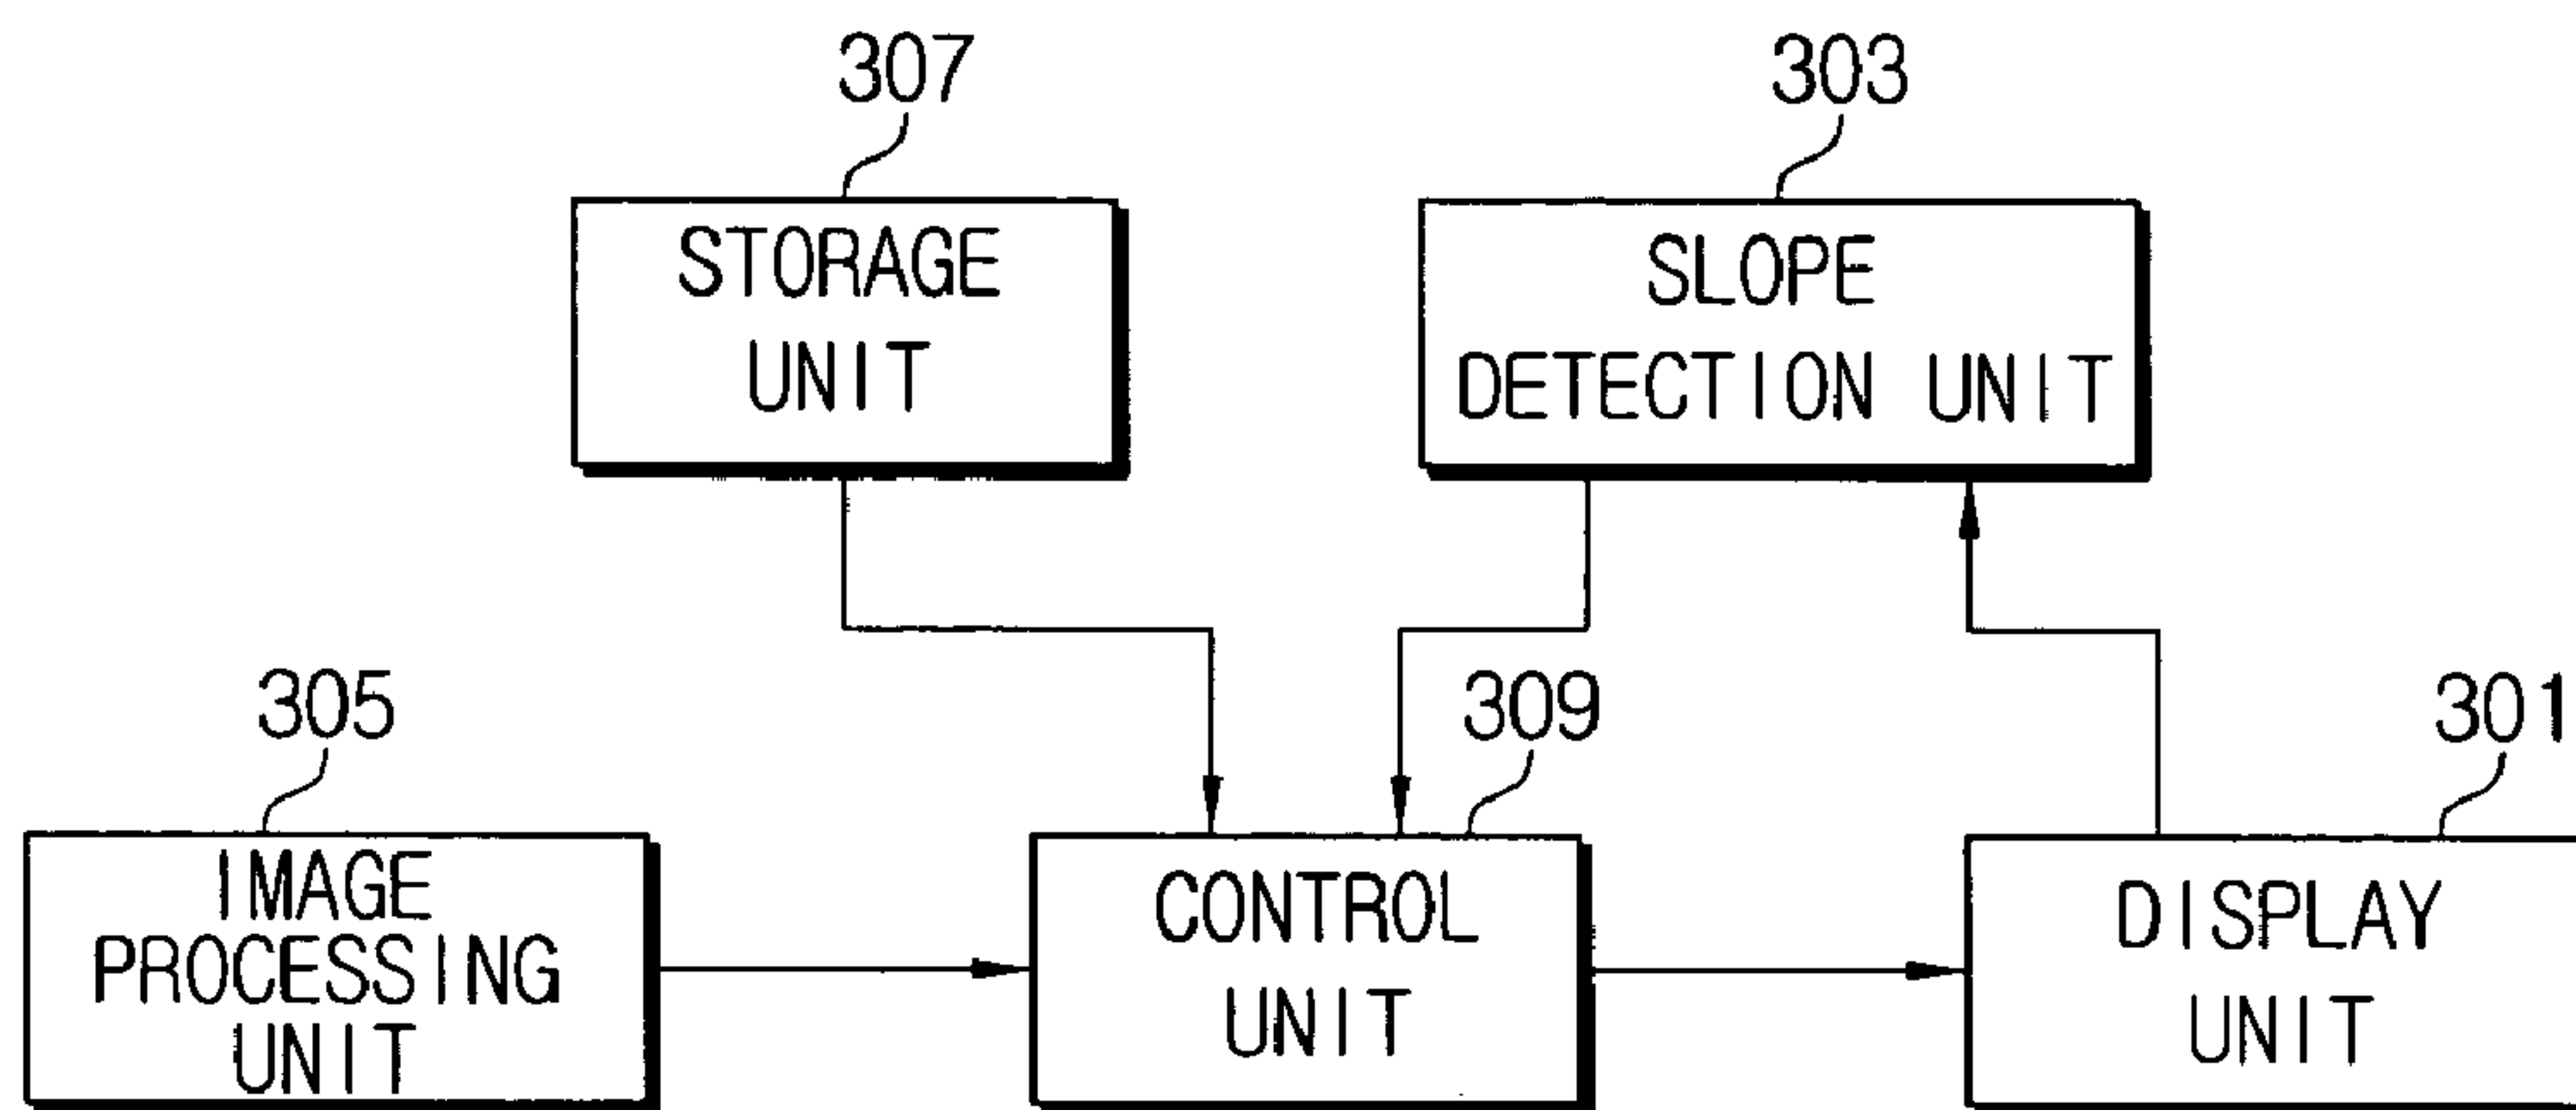 307
303
STORAGE
UNIT
SLOPE
DETECTION UNIT
305
309
301
IMAGE
PROCESSING
UNIT
CONTROL
UNIT
DISPLAY
UNIT